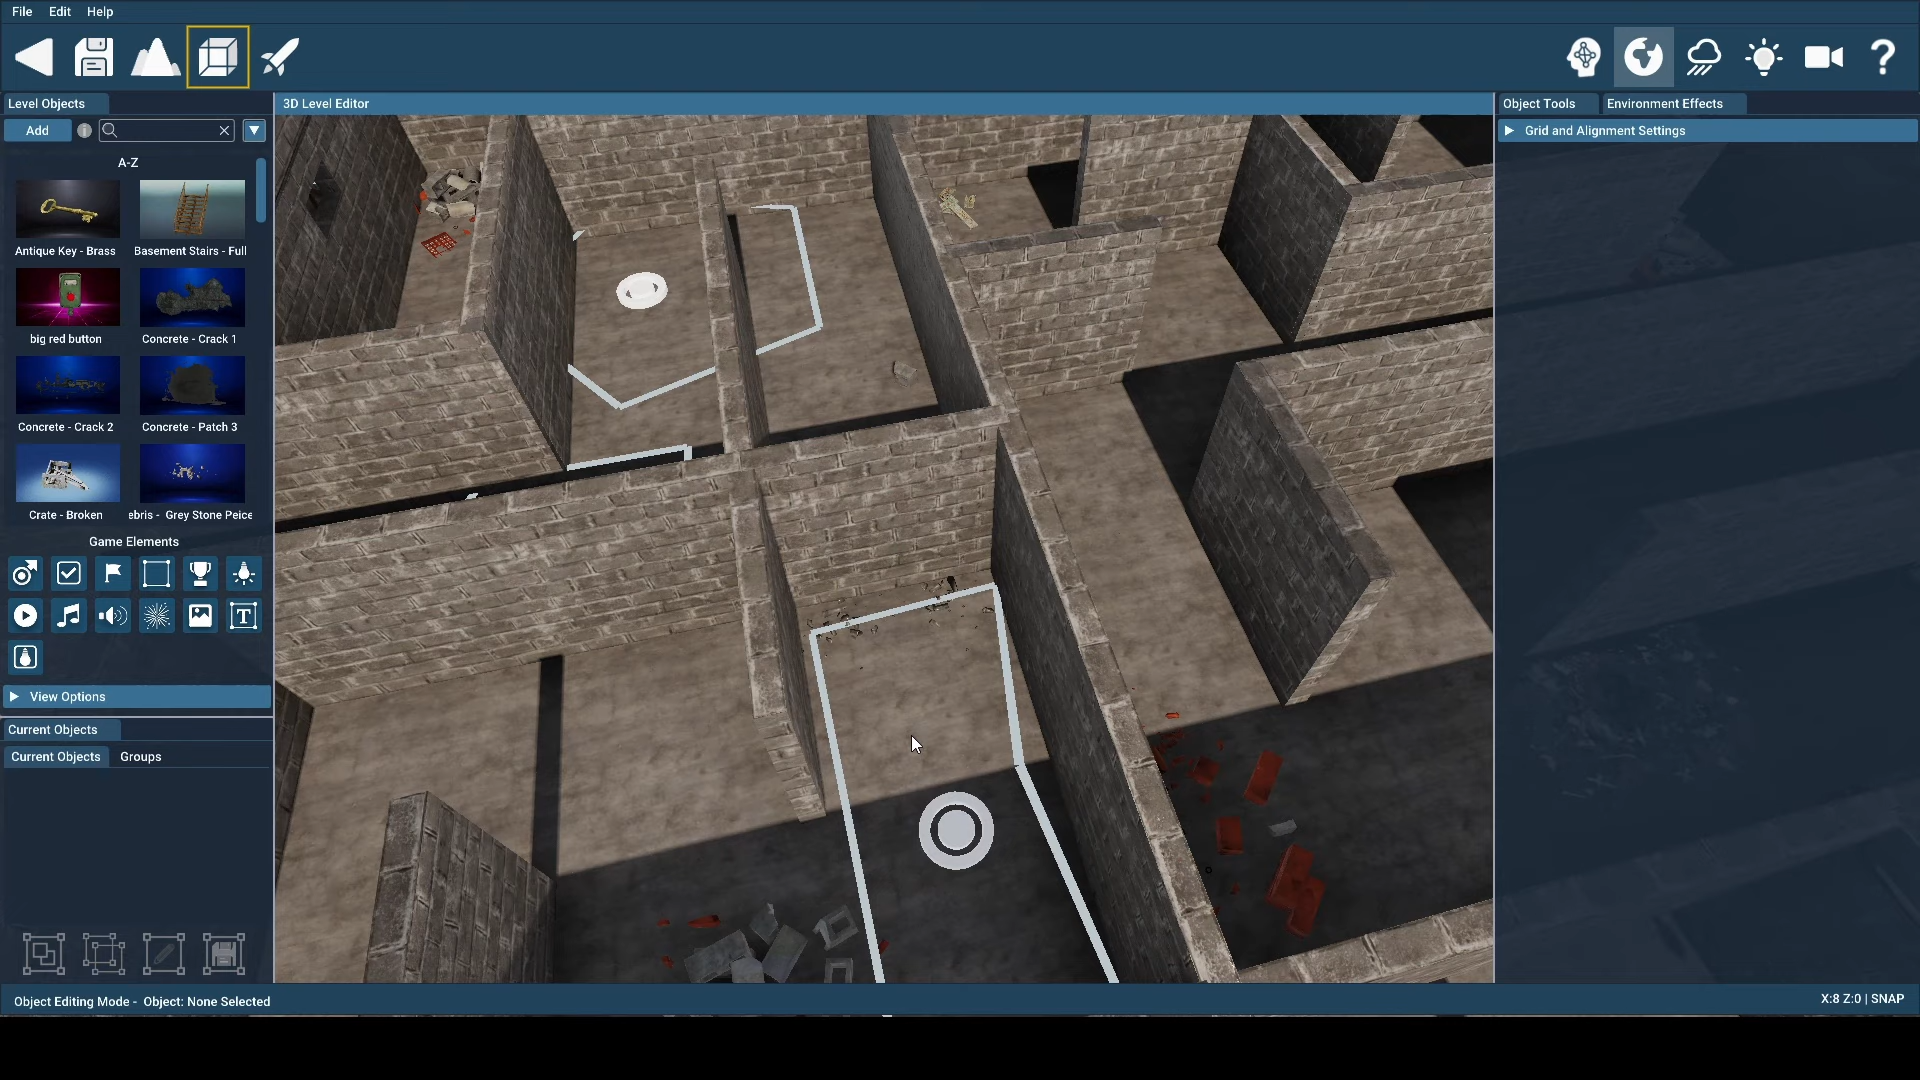 File Edit Help
Level Objects
3D Level Editor
Object Tools Environment Effects
Add
Grid and Alignment Settings
A-Z
Antique Key - Brass
Basement Stairs - Full
big red button
Concrete - Crack 1
Concrete - Crack 2
Concrete - Patch 3
Crate - Broken
ebris - Grey Stone Peice
Game Elements
T
View Options
Current Objects
Current Objects Groups
Object Editing Mode - Object: None Selected
X:8 Z:0 | SNAP